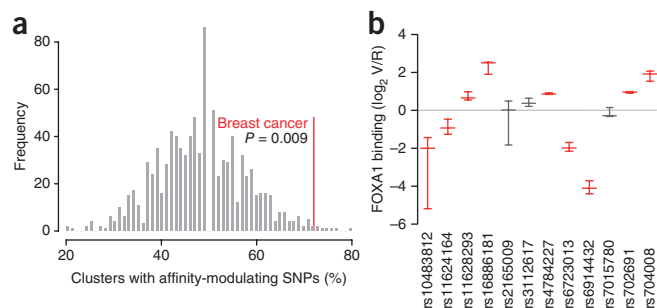 a
80
60
40
20
0
Frequency
Breast cancer
P = 0.009
20
40
60
80
Clusters with affinity-modulating SNPs (%)
b
4
2
0
−2
−4
−6
FOXA1 binding (log2 V/R)
rs10483812
rs11624164
rs11628293
rs16886181
rs2165009
rs3112617
rs4784227
rs6723013
rs6914432
rs7015780
rs702691
rs704008